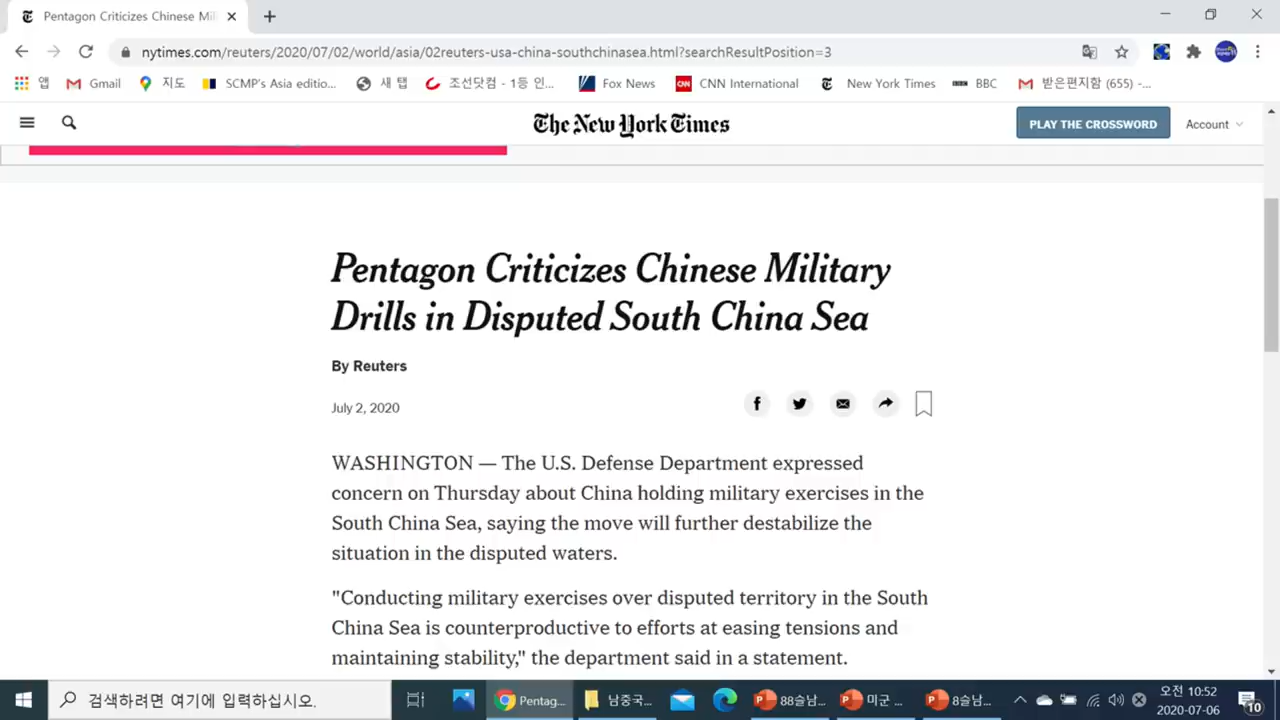 Pentagon Criticizes Chinese Mil
nytimes.com/reuters/2020/07/02/world/asia/02reuters-usa-china-southchinasea.html?searchResultPosition=3
앱 Gmail 지도 SCMP's Asia editio... 새 탭 조선닷컴 - 1등 인... Fox News CNN International New York Times BBC 받은편지함 (655) -...
The New York Times PLAY THE CROSSWORD Account
Pentagon Criticizes Chinese Military
Drills in Disputed South China Sea
By Reuters
July 2, 2020
WASHINGTON — The U.S. Defense Department expressed
concern on Thursday about China holding military exercises in the
South China Sea, saying the move will further destabilize the
situation in the disputed waters.
"Conducting military exercises over disputed territory in the South
China Sea is counterproductive to efforts at easing tensions and
maintaining stability," the department said in a statement.
검색하려면 여기에 입력하십시오. Pentag... 남중국... 88슬남... 미군 ... 8슬남... 오전 10:52
2020-07-06 10